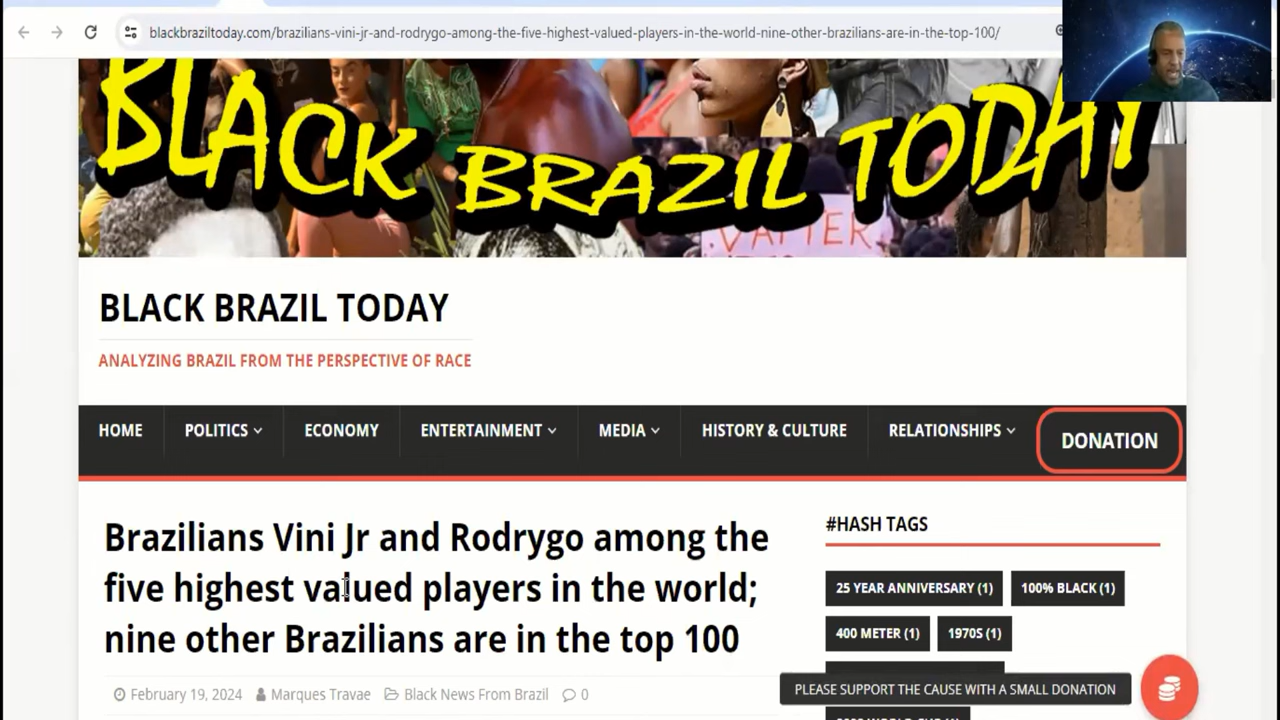 blackbraziltoday.com/brazilians-vini-jr-and-rodrygo-among-the-five-highest-valued-players-in-the-world-nine-other-brazilians-are-in-the-top-100/
BLACK BRAZIL TODAY
BLACK BRAZIL TODAY
ANALYZING BRAZIL FROM THE PERSPECTIVE OF RACE
HOME POLITICS ECONOMY ENTERTAINMENT MEDIA HISTORY & CULTURE RELATIONSHIPS DONATION
Brazilians Vini Jr and Rodrygo among the
five highest valued players in the world;
nine other Brazilians are in the top 100
February 19, 2024 Marques Travae Black News From Brazil 0
#HASH TAGS
25 YEAR ANNIVERSARY (1) 100% BLACK (1)
400 METER (1) 1970S (1)
PLEASE SUPPORT THE CAUSE WITH A SMALL DONATION